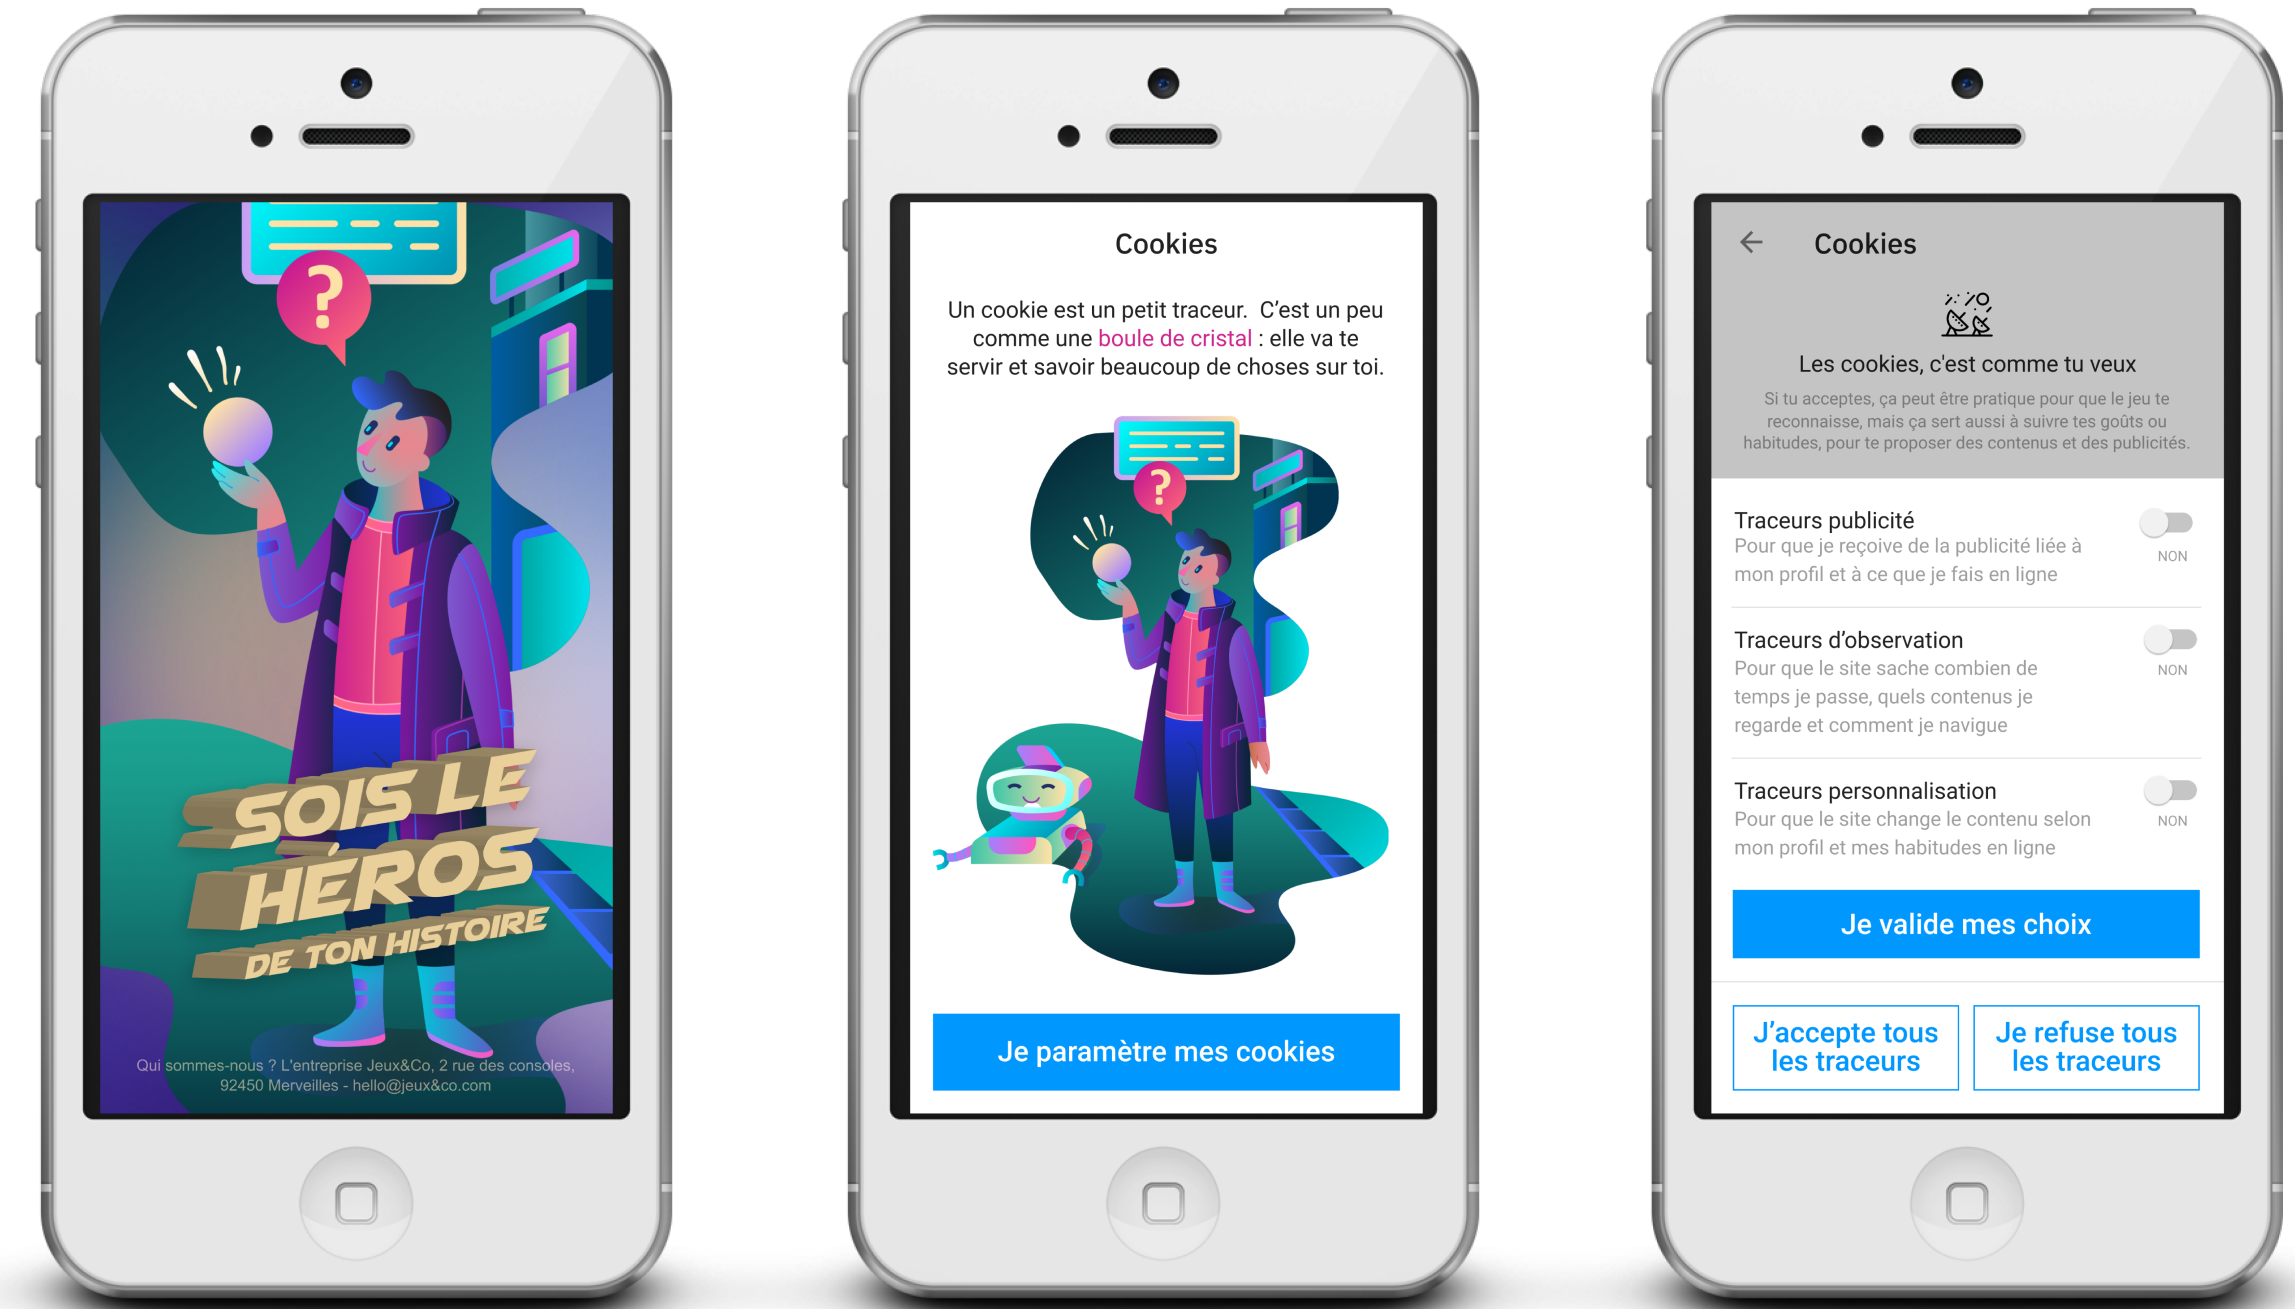 ?
SOIS LE
HÉROS
DE TON HISTOIRE
Qui sommes-nous ? L'entreprise Jeux&Co, 2 rue des consoles,
92450 Merveilles - hello@jeux&co.com
Cookies
Un cookie est un petit traceur.  C’est un peu
comme une boule de cristal : elle va te
servir et savoir beaucoup de choses sur toi.
?
Je paramètre mes cookies
Cookies
Les cookies, c'est comme tu veux
Si tu acceptes, ça peut être pratique pour que le jeu te
reconnaisse, mais ça sert aussi à suivre tes goûts ou
habitudes, pour te proposer des contenus et des publicités.
Traceurs publicité
Pour que je reçoive de la publicité liée à
mon profil et à ce que je fais en ligne
NON
Traceurs d’observation
Pour que le site sache combien de
temps je passe, quels contenus je
regarde et comment je navigue
NON
Traceurs personnalisation
Pour que le site change le contenu selon
mon profil et mes habitudes en ligne
NON
Je valide mes choix
J’accepte tous
les traceurs
Je refuse tous
les traceurs